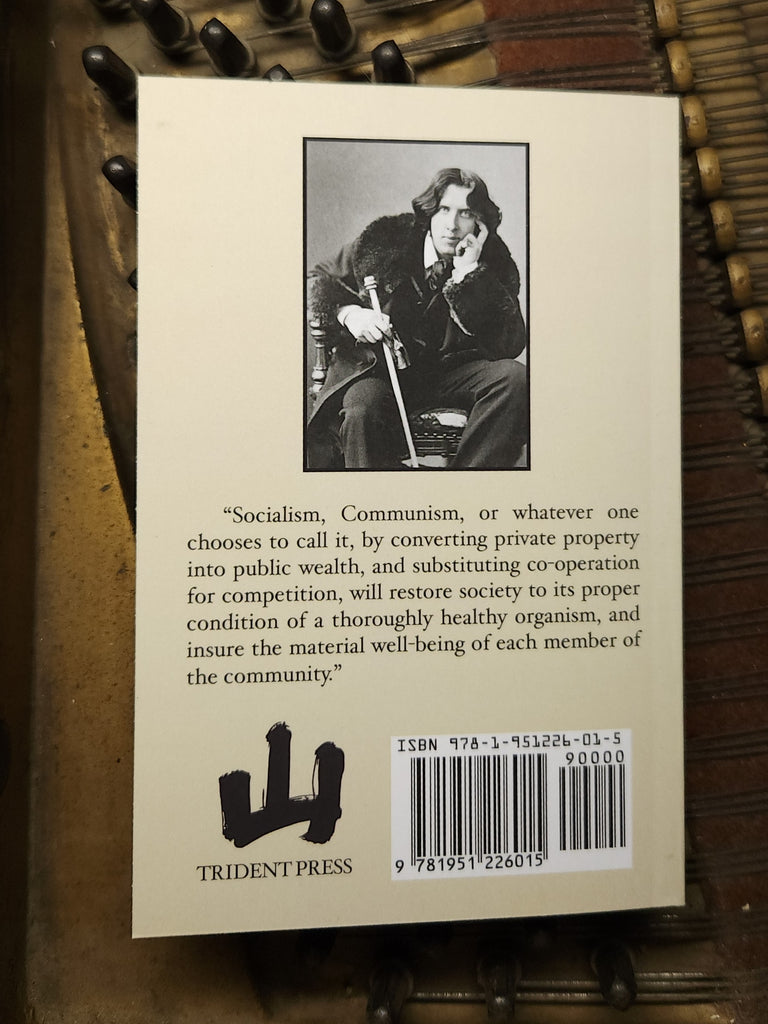 “Socialism, Communism, or whatever one
chooses to call it, by converting private property
into public wealth, and substituting co-operation
for competition, will restore society to its proper
condition of a thoroughly healthy organism, and
insure the material well-being of each member of
the community.”
山
TRIDENT PRESS
ISBN 978-1-951226-01-5
90000
9 781951 226015